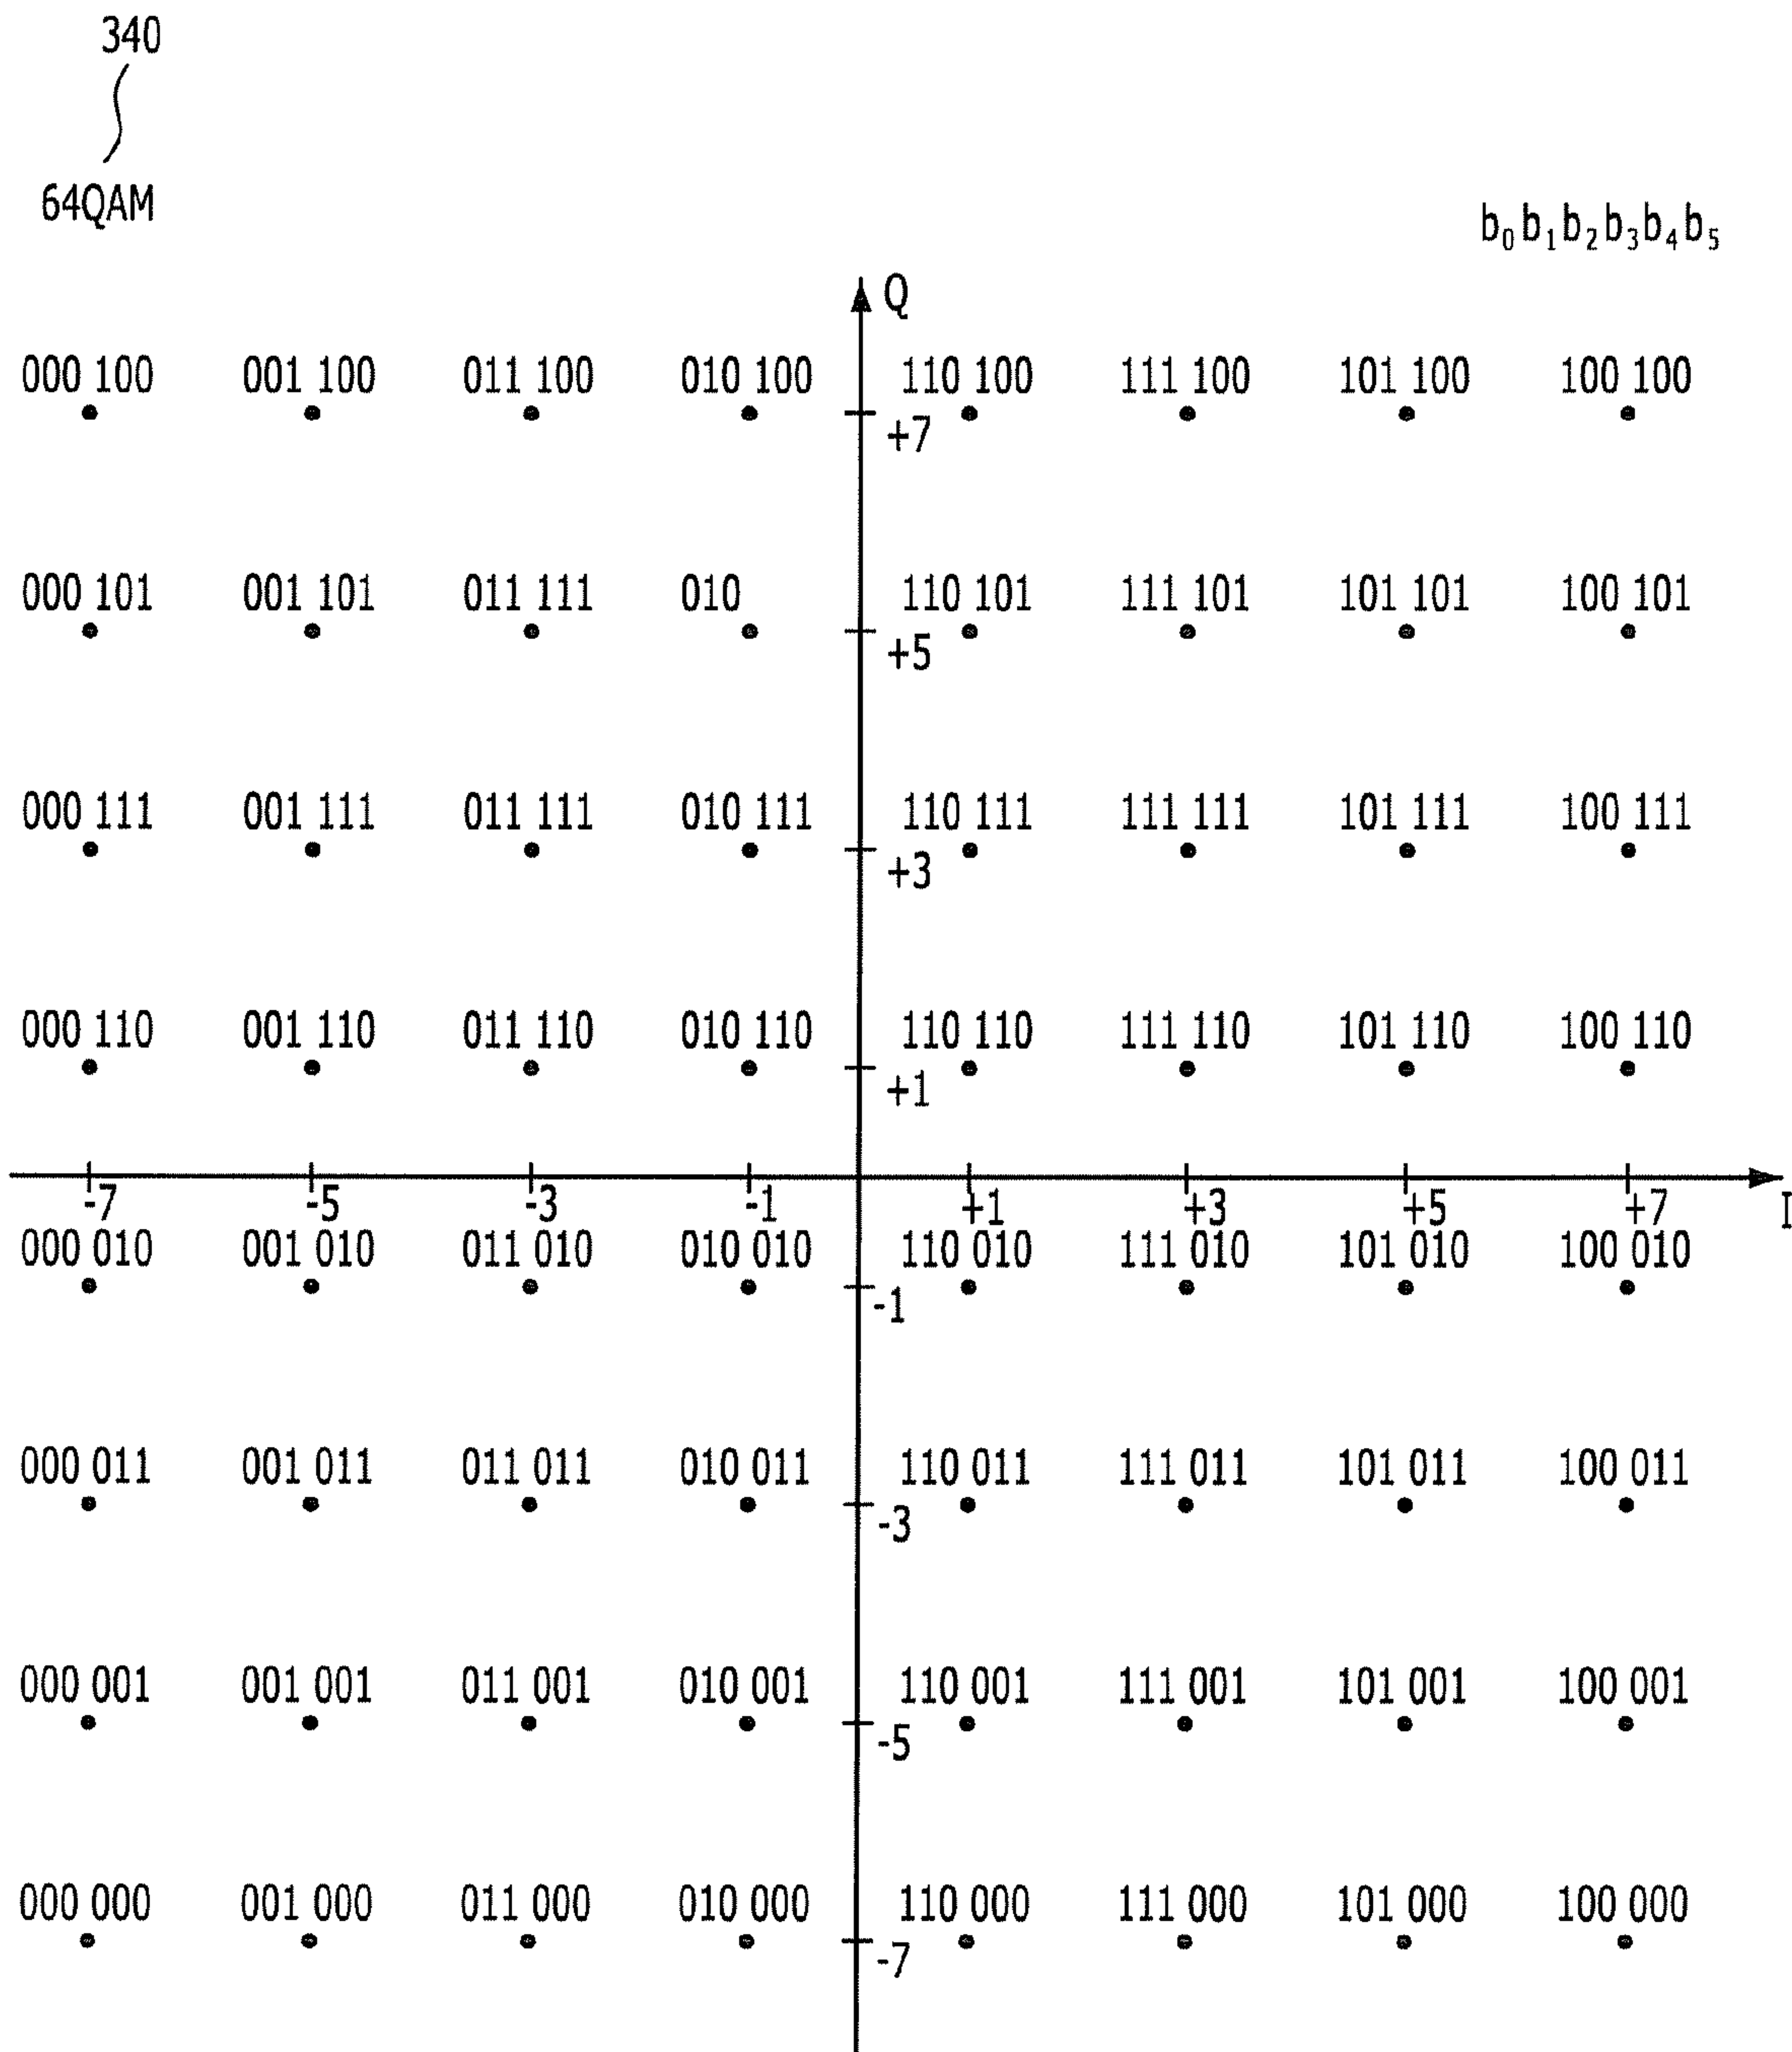 340
64QAM
b₀b₁b₂b₃b₄b₅
Q
000 100 001 100 011 100 010 100 110 100 111 100 101 100 100 100
+7
000 101 001 101 011 111 010 110 101 111 101 101 101 100 101
+5
000 111 001 111 011 111 010 111 110 111 111 111 101 111 100 111
+3
000 110 001 110 011 110 010 110 110 110 111 110 101 110 100 110
+1
-7 -5 -3 -1 +1 +3 +5 +7 I
000 010 001 010 011 010 010 010 110 010 111 010 101 010 100 010
-1
000 011 001 011 011 011 010 011 110 011 111 011 101 011 100 011
-3
000 001 001 001 011 001 010 001 110 001 111 001 101 001 100 001
-5
000 000 001 000 011 000 010 000 110 000 111 000 101 000 100 000
-7